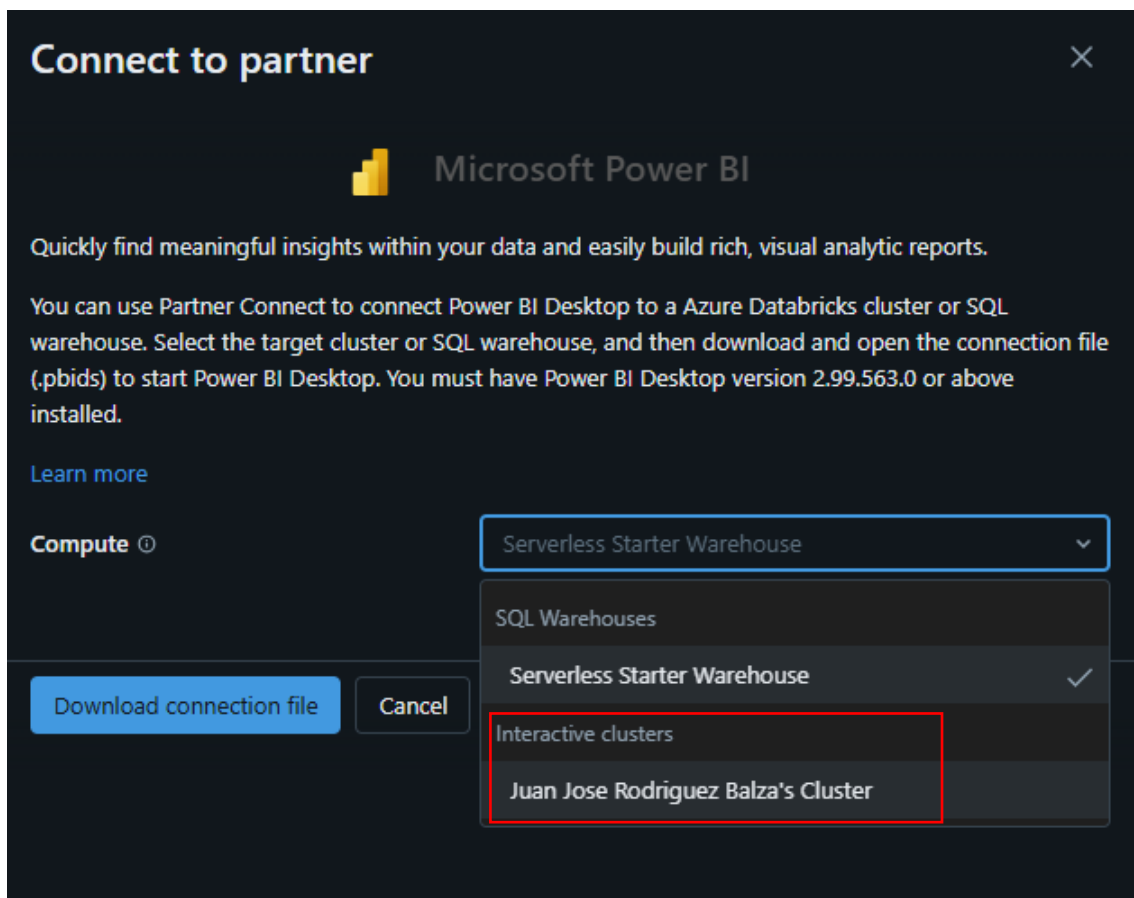 Connect to partner
Microsoft Power BI
Quickly find meaningful insights within your data and easily build rich, visual analytic reports.
You can use Partner Connect to connect Power BI Desktop to a Azure Databricks cluster or SQL
warehouse. Select the target cluster or SQL warehouse, and then download and open the connection file
(.pbids) to start Power BI Desktop. You must have Power BI Desktop version 2.99.563.0 or above
installed.
Learn more
Compute
Serverless Starter Warehouse
SQL Warehouses
Serverless Starter Warehouse
Interactive clusters
Juan Jose Rodriguez Balza's Cluster
Download connection file
Cancel